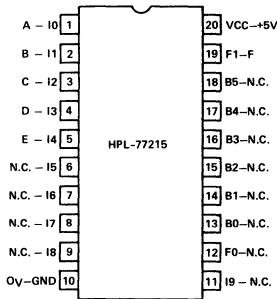 A – I0 1
B – I1 2
C – I2 3
D – I3 4
E – I4 5
N.C. – I5 6
N.C. – I6 7
N.C. – I7 8
N.C. – I8 9
0V–GND 10
HPL-77215
20 VCC–+5V
19 F1–F
18 B5–N.C.
17 B4–N.C.
16 B3–N.C.
15 B2–N.C.
14 B1–N.C.
13 B0–N.C.
12 F0–N.C.
11 I9 – N.C.